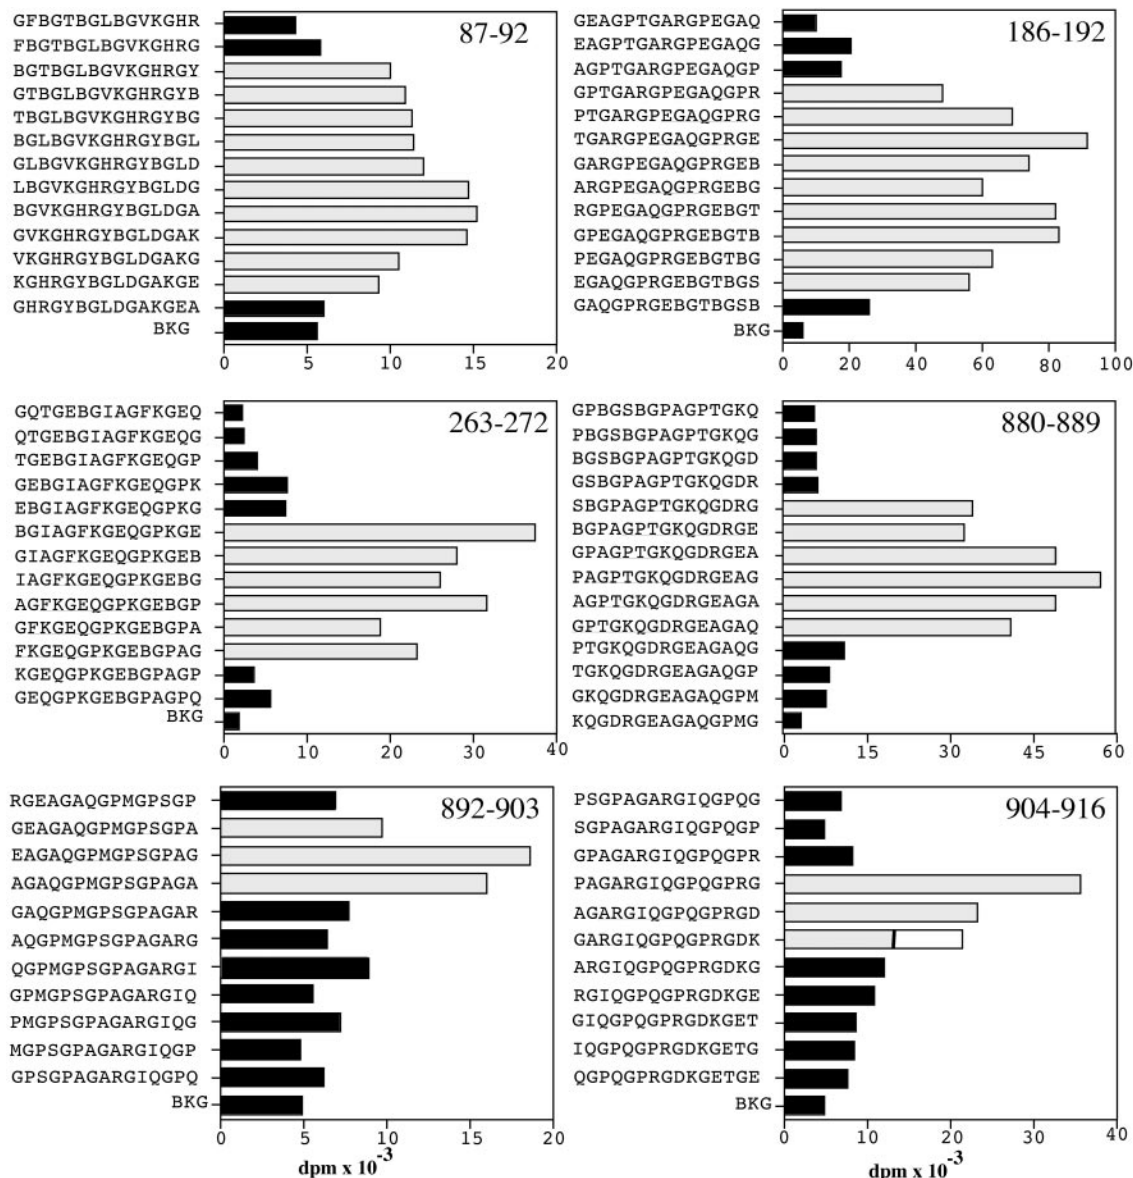 87-92
GFBGTBGLBGVKGHR
FBGTBGLBGVKGHRG
BGTBGLBGVKGHRGY
GTBGLBGVKGHRGYB
TBGLBGVKGHRGYBG
BGLBGVKGHRGYBGL
GLBGVKGHRGYBGLD
LBGVKGHRGYBGLDG
BGVKGHRGYBGLDGA
GVKGHRGYBGLDGAK
VKGHRGYBGLDGAKG
KGHRGYBGLDGAKGE
GHRGYBGLDGAKGEA
BKG
0 5 10 15 20
186-192
GEAGPTGARGPEGAQ
EAGPTGARGPEGAQG
AGPTGARGPEGAQGP
GPTGARGPEGAQGPR
PTGARGPEGAQGPRG
TGARGPEGAQGPRGE
GARGPEGAQGPRGEB
ARGPEGAQGPRGEBG
RGPEGAQGPRGEBGT
GPEGAQGPRGEBGTB
PEGAQGPRGEBGTBG
EGAQGPRGEBGTBGS
GAQGPRGEBGTBGSB
BKG
0 20 40 60 80 100
263-272
GQTGEBGIAGFKGEQ
QTGEBGIAGFKGEQG
TGEBGIAGFKGEQGP
GEBGIAGFKGEQGPK
EBGIAGFKGEQGPKG
BGIAGFKGEQGPKGE
GIAGFKGEQGPKGEB
IAGFKGEQGPKGEBG
AGFKGEQGPKGEBGP
GFKGEQGPKGEBGPA
FKGEQGPKGEBGPAG
KGEQGPKGEBGPAGP
GEQGPKGEBGPAGPQ
BKG
0 10 20 30 40
880-889
GPBGSBGPAGPTGKQ
PBGSBGPAGPTGKQG
BGSBGPAGPTGKQGD
GSBGPAGPTGKQGDR
SBGPAGPTGKQGDRG
BGPAGPTGKQGDRGE
GPAGPTGKQGDRGEA
PAGPTGKQGDRGEAG
AGPTGKQGDRGEAGA
GPTGKQGDRGEAGAQ
PTGKQGDRGEAGAQG
TGKQGDRGEAGAQGP
GKQGDRGEAGAQGPM
KQGDRGEAGAQGPMG
0 15 30 45 60
892-903
RGEAGAQGPMGPSGP
GEAGAQGPMGPSGPA
EAGAQGPMGPSGPAG
AGAQGPMGPSGPAGA
GAQGPMGPSGPAGAR
AQGPMGPSGPAGARG
QGPMGPSGPAGARGI
GPMGPSGPAGARGIQ
PMGPSGPAGARGIQG
MGPSGPAGARGIQGP
GPSGPAGARGIQGPQ
BKG
0 5 10 15 20
dpm x 10⁻³
904-916
PSGPAGARGIQGPQG
SGPAGARGIQGPQGP
GPAGARGIQGPQGPR
PAGARGIQGPQGPRG
AGARGIQGPQGPRGD
GARGIQGPQGPRGDK
ARGIQGPQGPRGDKG
RGIQGPQGPRGDKGE
GIQGPQGPRGDKGET
IQGPQGPRGDKGETG
QGPQGPRGDKGETGE
BKG
0 10 20 30 40
dpm x 10⁻³